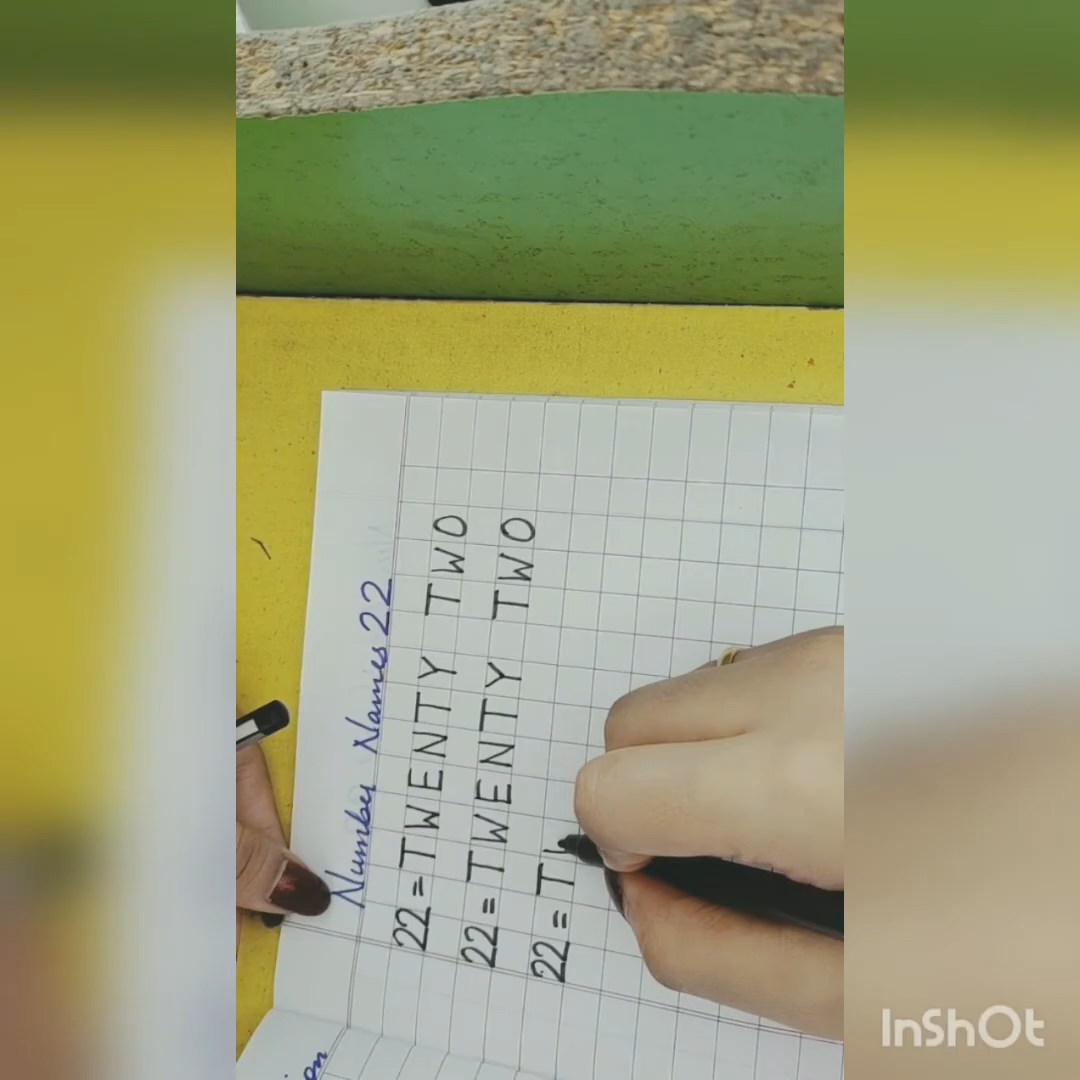 Number Names 22
22 = TWENTY TWO
22 = TWENTY TWO
22 = T
InShOt